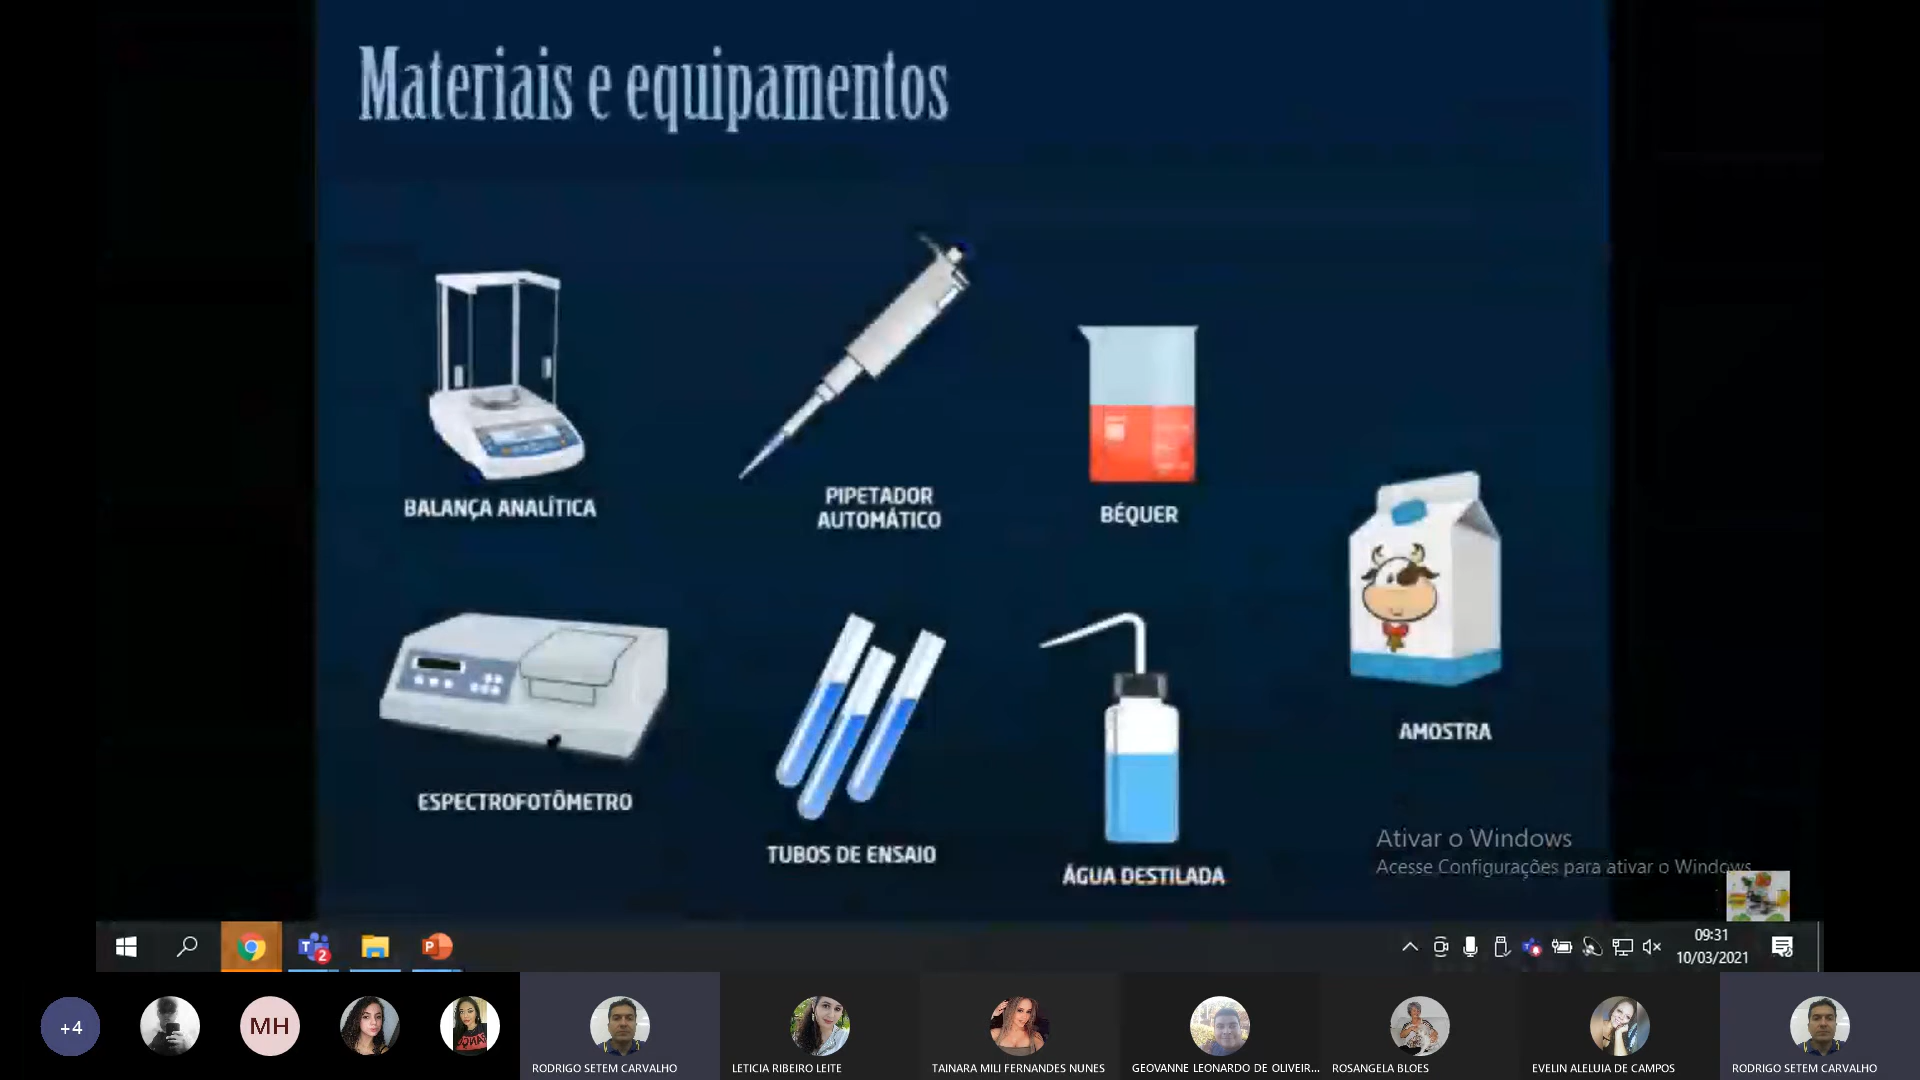 Materiais e equipamentos
BALANÇA ANALÍTICA
PIPETADOR
AUTOMÁTICO
BÉQUER
AMOSTRA
ESPECTROFOTÔMETRO
TUBOS DE ENSAIO
ÁGUA DESTILADA
Ativar o Windows
Acesse Configurações para ativar o Windows.
2
09:31
10/03/2021
+4
MH
RODRIGO SETEM CARVALHO
LETICIA RIBEIRO LEITE
TAINARA MILI FERNANDES NUNES
GEOVANNE LEONARDO DE OLIVEIR...
ROSANGELA BLOES
EVELIN ALELUIA DE CAMPOS
RODRIGO SETEM CARVALHO